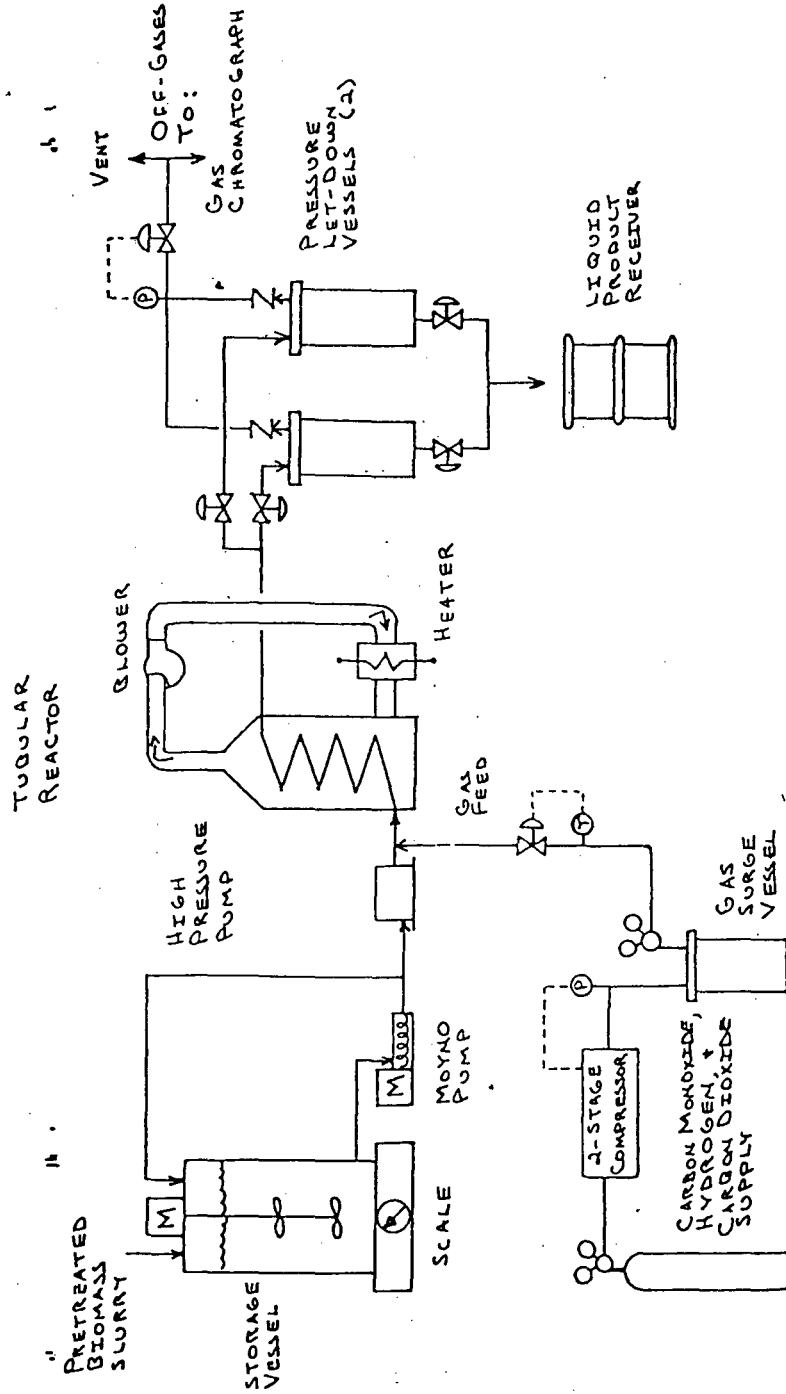 PRETREATED
BIOMASS
SLURRY
M
STORAGE
VESSEL
SCALE
M
MOYNO
PUMP
HIGH
PRESSURE
PUMP
TUBULAR
REACTOR
BLOWER
HEATER
GAS
FEED
P
VENT
OFF-GASES
TO:
GAS
CHROMATOGRAPH
PRESSURE
LET-DOWN
VESSELS (2)
LIQUID
PRODUCT
RECEIVER
2-STAGE
COMPRESSOR
P
GAS
SURGE
VESSEL
CARBON MONOXIDE,
HYDROGEN, +
CARBON DIOXIDE
SUPPLY